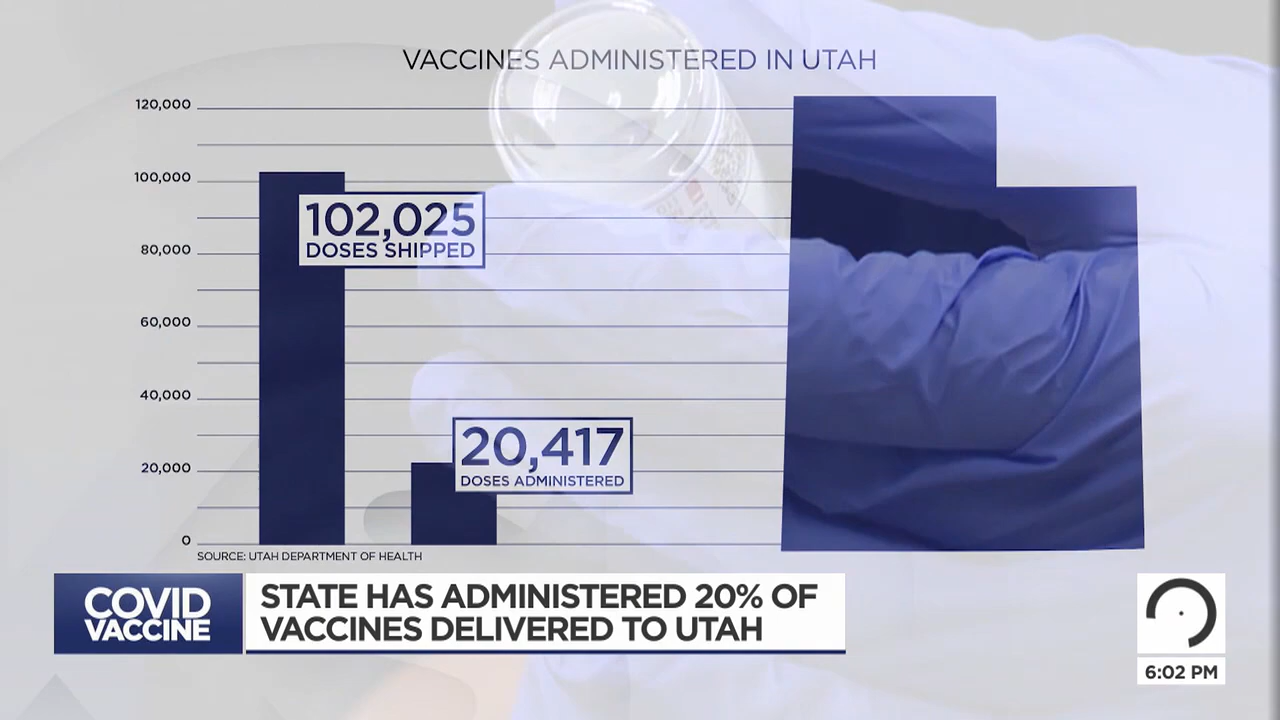 VACCINES ADMINISTERED IN UTAH
120,000
100,000
80,000
60,000
40,000
20,000
0
102,025
DOSES SHIPPED
20,417
DOSES ADMINISTERED
SOURCE: UTAH DEPARTMENT OF HEALTH
COVID
VACCINE
STATE HAS ADMINISTERED 20% OF
VACCINES DELIVERED TO UTAH
6:02 PM